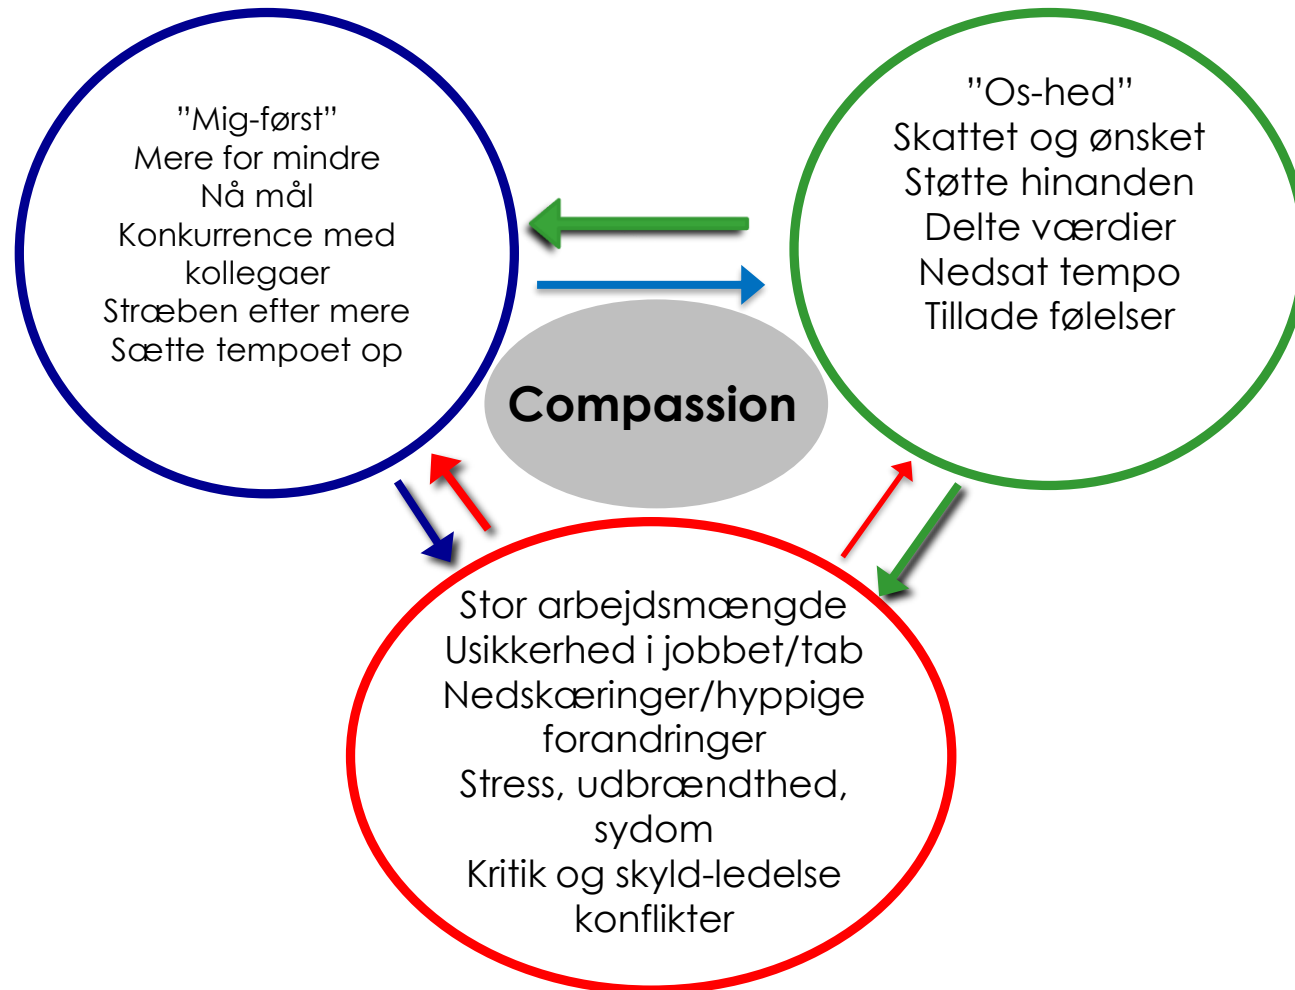 ”Mig-først”
Mere for mindre
Nå mål
Konkurrence med
kollegaer
Stræben efter mere
Sætte tempoet op
”Os-hed”
Skattet og ønsket
Støtte hinanden
Delte værdier
Nedsat tempo
Tillade følelser
Compassion
Stor arbejdsmængde
Usikkerhed i jobbet/tab
Nedskæringer/hyppige
forandringer
Stress, udbrændthed,
sydom
Kritik og skyld-ledelse
konflikter